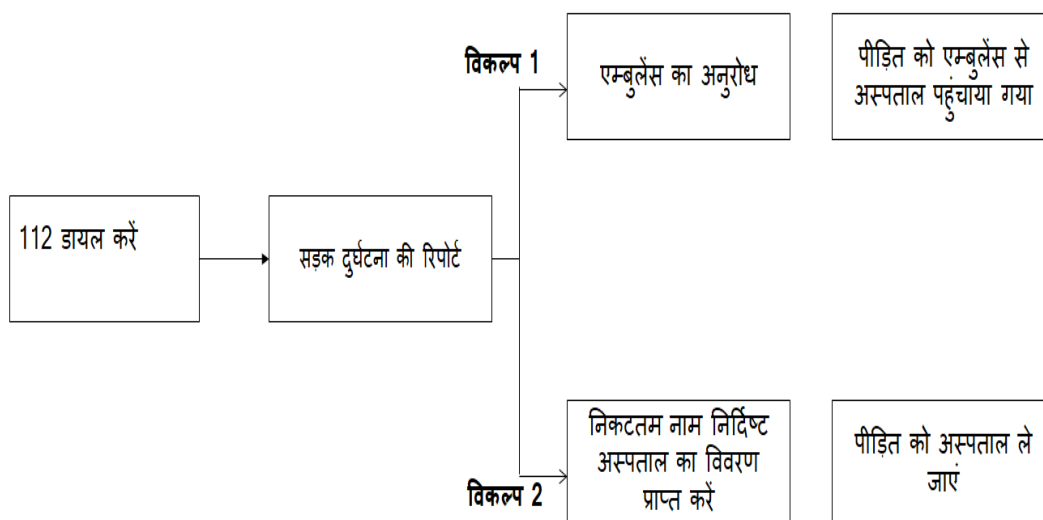 विकल्प 1
एम्बुलेंस का अनुरोध
पीड़ित को एम्बुलेंस से
अस्पताल पहुंचाया गया
112 डायल करें
सड़क दुर्घटना की रिपोर्ट
विकल्प 2
निकटतम नाम निर्दिष्ट
अस्पताल का विवरण
प्राप्त करें
पीड़ित को अस्पताल ले
जाएं